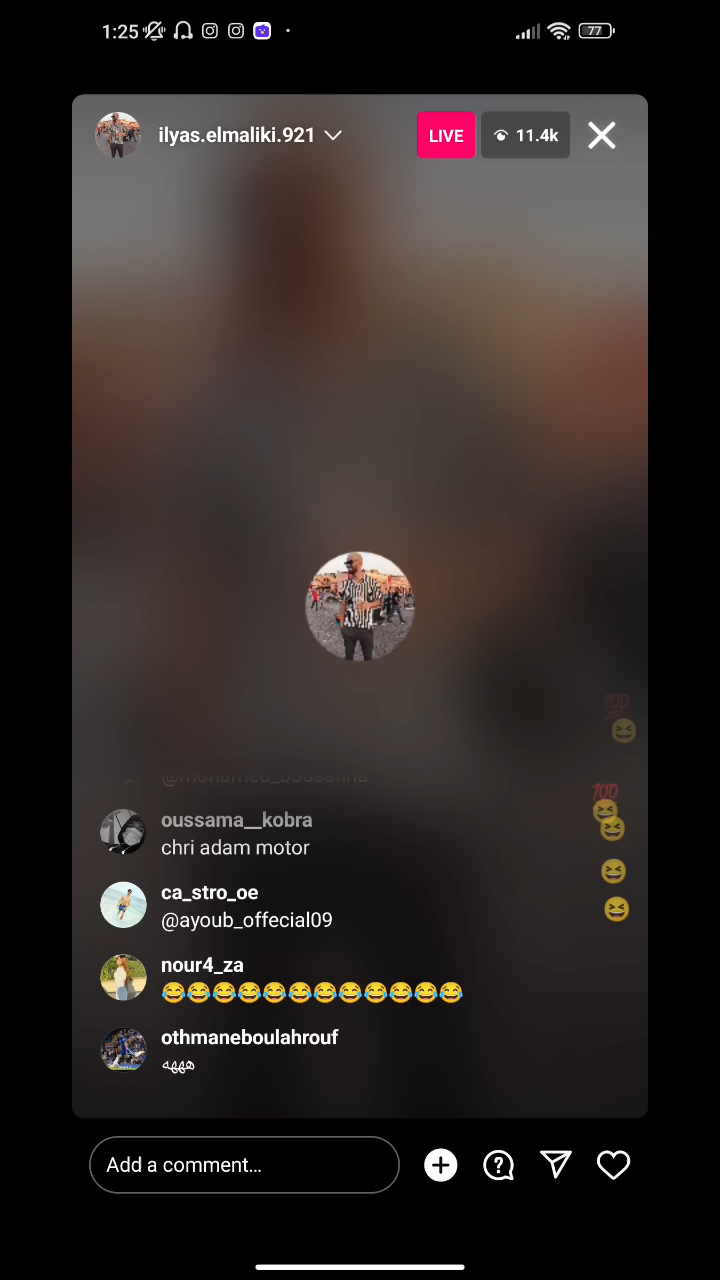 1:25
77
ilyas.elmaliki.921
LIVE
11.4k
oussama__kobra
chri adam motor
ca_stro_oe
@ayoub_offecial09
nour4_za
😂😂😂😂😂😂😂😂😂😂😂😂
othmaneboulahrouf
هههه
Add a comment...